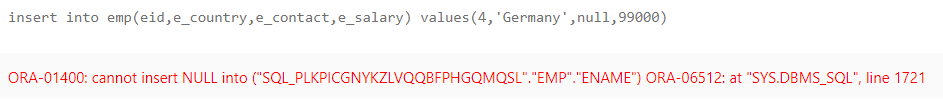 insert into emp(eid,e_country,e_contact,e_salary) values(4,'Germany',null,99000)
ORA-01400: cannot insert NULL into ("SQL_PLKPICGNYKZLVQQBFPHGQMQSL"."EMP"."ENAME") ORA-06512: at "SYS.DBMS_SQL", line 1721